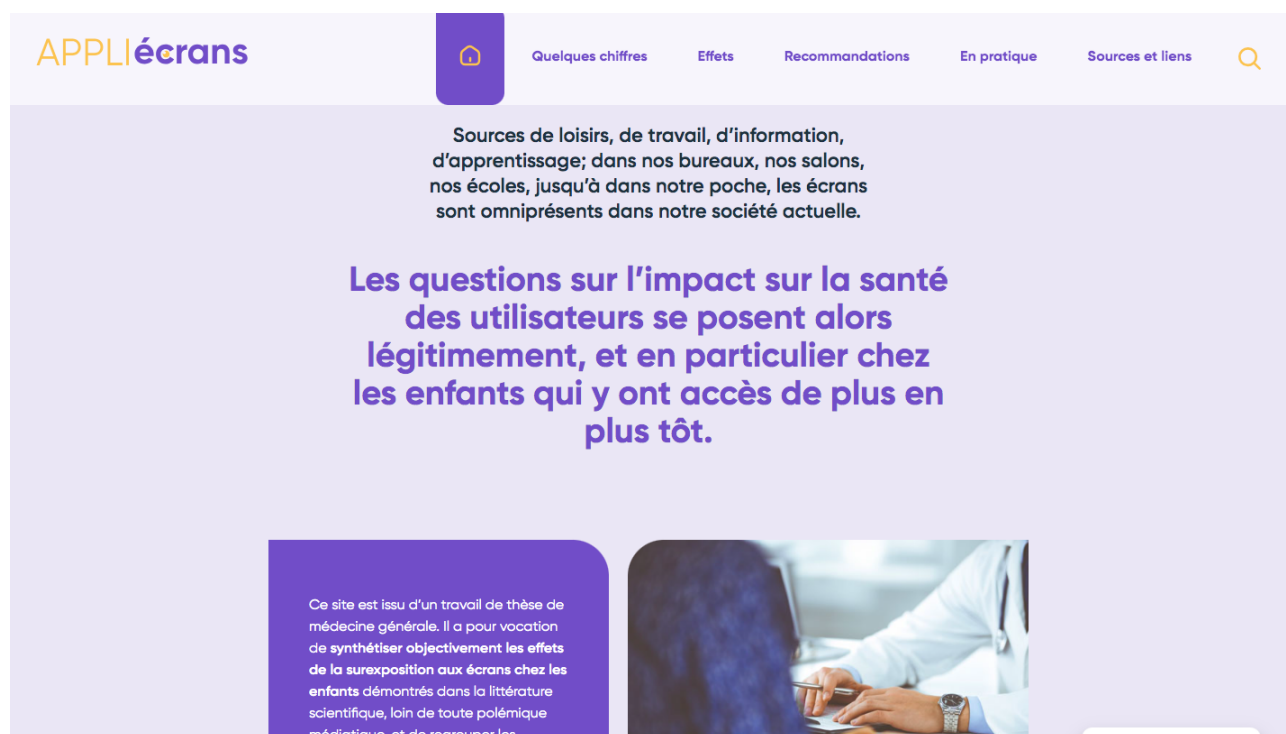 APPLIécrans
Quelques chiffres
Effets
Recommandations
En pratique
Sources et liens
Sources de loisirs, de travail, d'information,
d'apprentissage; dans nos bureaux, nos salons,
nos écoles, jusqu'à dans notre poche, les écrans
sont omniprésents dans notre société actuelle.
Les questions sur l'impact sur la santé
des utilisateurs se posent alors
légitimement, et en particulier chez
les enfants qui y ont accès de plus en
plus tôt.
Ce site est issu d'un travail de thèse de
médecine générale. Il a pour vocation
de synthétiser objectivement les effets
de la surexposition aux écrans chez les
enfants démontrés dans la littérature
scientifique, loin de toute polémique
médiatique, et de regrouper les